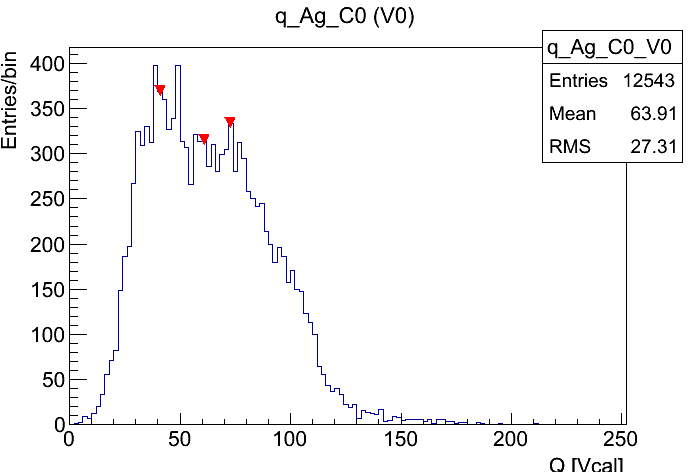 q_Ag_C0 (V0)
q_Ag_C0_V0
Entries 12543
Mean 63.91
RMS 27.31
Entries/bin
400
350
300
250
200
150
100
50
0
0 50 100 150 200 250
Q [Vcal]